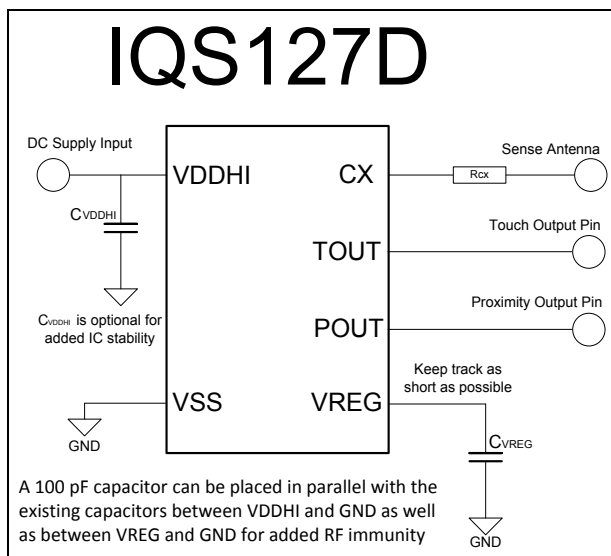 IQS127D
DC Supply Input
Sense Antenna
VDDHI
CX
Rcx
CVDDHI
Touch Output Pin
TOUT
CVDDHI is optional for
added IC stability
Proximity Output Pin
POUT
Keep track as
short as possible
VSS
VREG
GND
CVREG
A 100 pF capacitor can be placed in parallel with the
existing capacitors between VDDHI and GND as well
as between VREG and GND for added RF immunity
GND